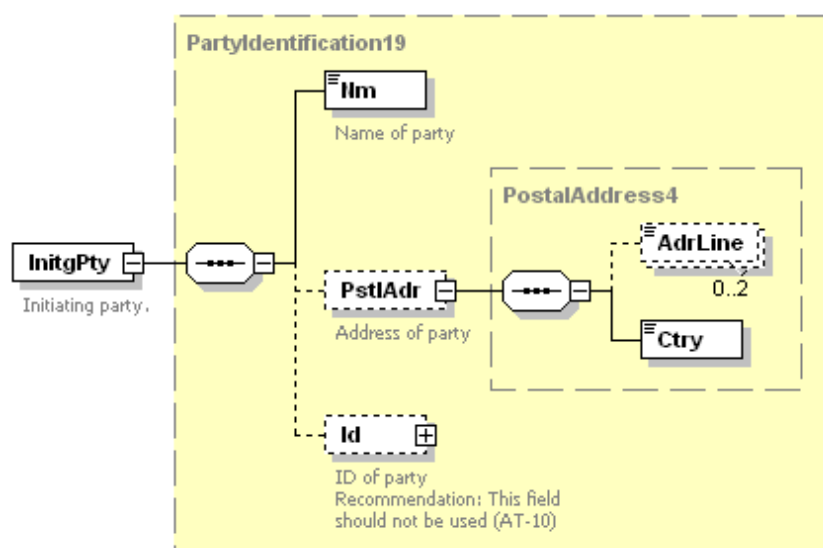 PartyIdentification19
Nm
Name of party
PostalAddress4
AdrLine
0..2
InitgPty
Initiating party.
PstlAdr
Address of party
Ctry
Id
ID of party
Recommendation: This field
should not be used (AT-10)